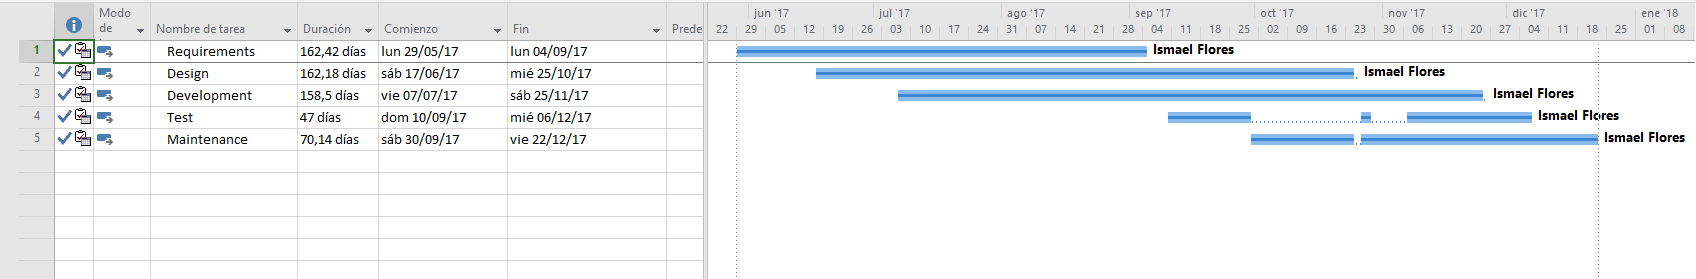 Modo de
Nombre de tarea Duración Comienzo Fin Prede
jun '17 jul '17 ago '17 sep '17 oct '17 nov '17 dic '17 ene '18
22 29 05 12 19 26 03 10 17 24 31 07 14 21 28 04 11 18 25 02 09 16 23 30 06 13 20 27 04 11 18 25 01 08
1 Requirements 162,42 días lun 29/05/17 lun 04/09/17 Ismael Flores
2 Design 162,18 días sáb 17/06/17 mié 25/10/17 Ismael Flores
3 Development 158,5 días vie 07/07/17 sáb 25/11/17 Ismael Flores
4 Test 47 días dom 10/09/17 mié 06/12/17 Ismael Flores
5 Maintenance 70,14 días sáb 30/09/17 vie 22/12/17 Ismael Flores